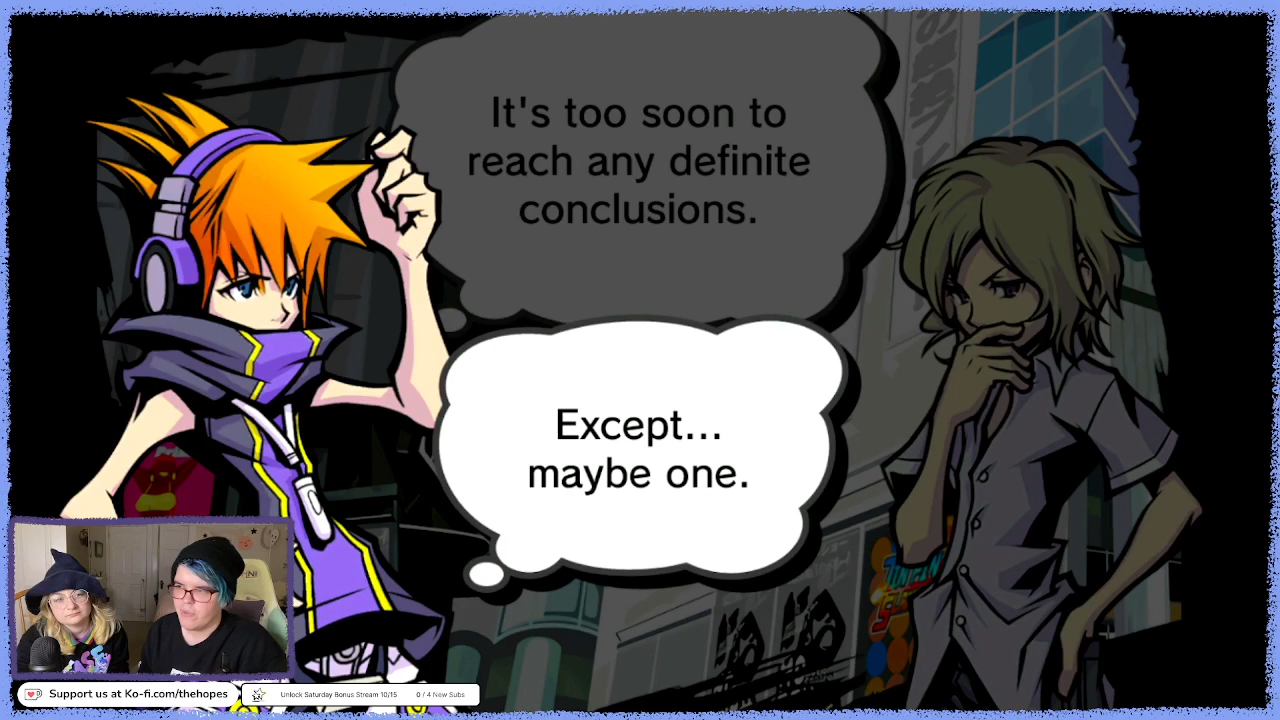 It's too soon to
reach any definite
conclusions.
Except...
maybe one.
Support us at Ko-fi.com/thehopes
Unlock Saturday Bonus Stream 10/15
0 / 4 New Subs